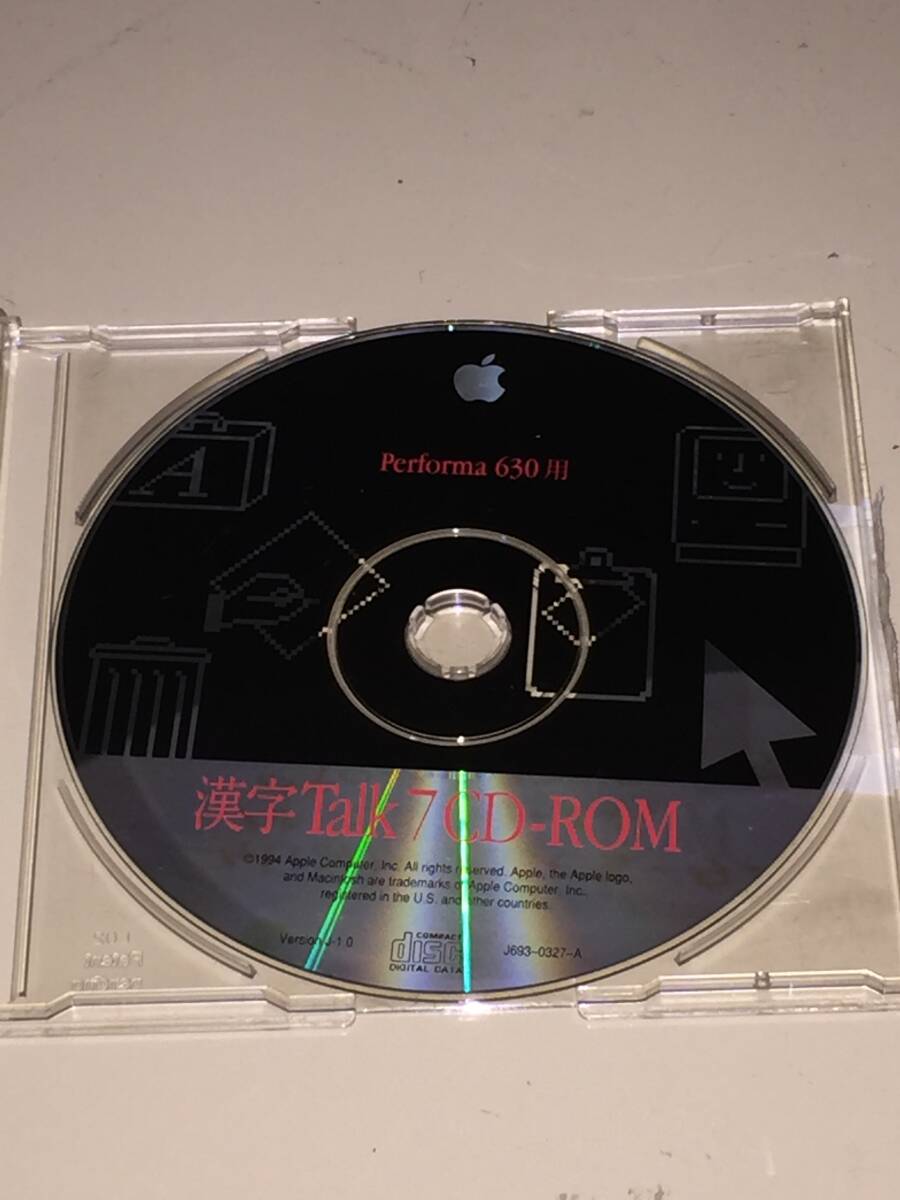 Performa 630 用
A
漢字Talk 7 CD-ROM
©1994 Apple Computer, Inc. All rights reserved. Apple, the Apple logo,
and Macintosh are trademarks of Apple Computer, Inc.,
registered in the U.S. and other countries.
Version J-1.0
COMPACT
disc
DIGITAL DATA
J693-0327-A